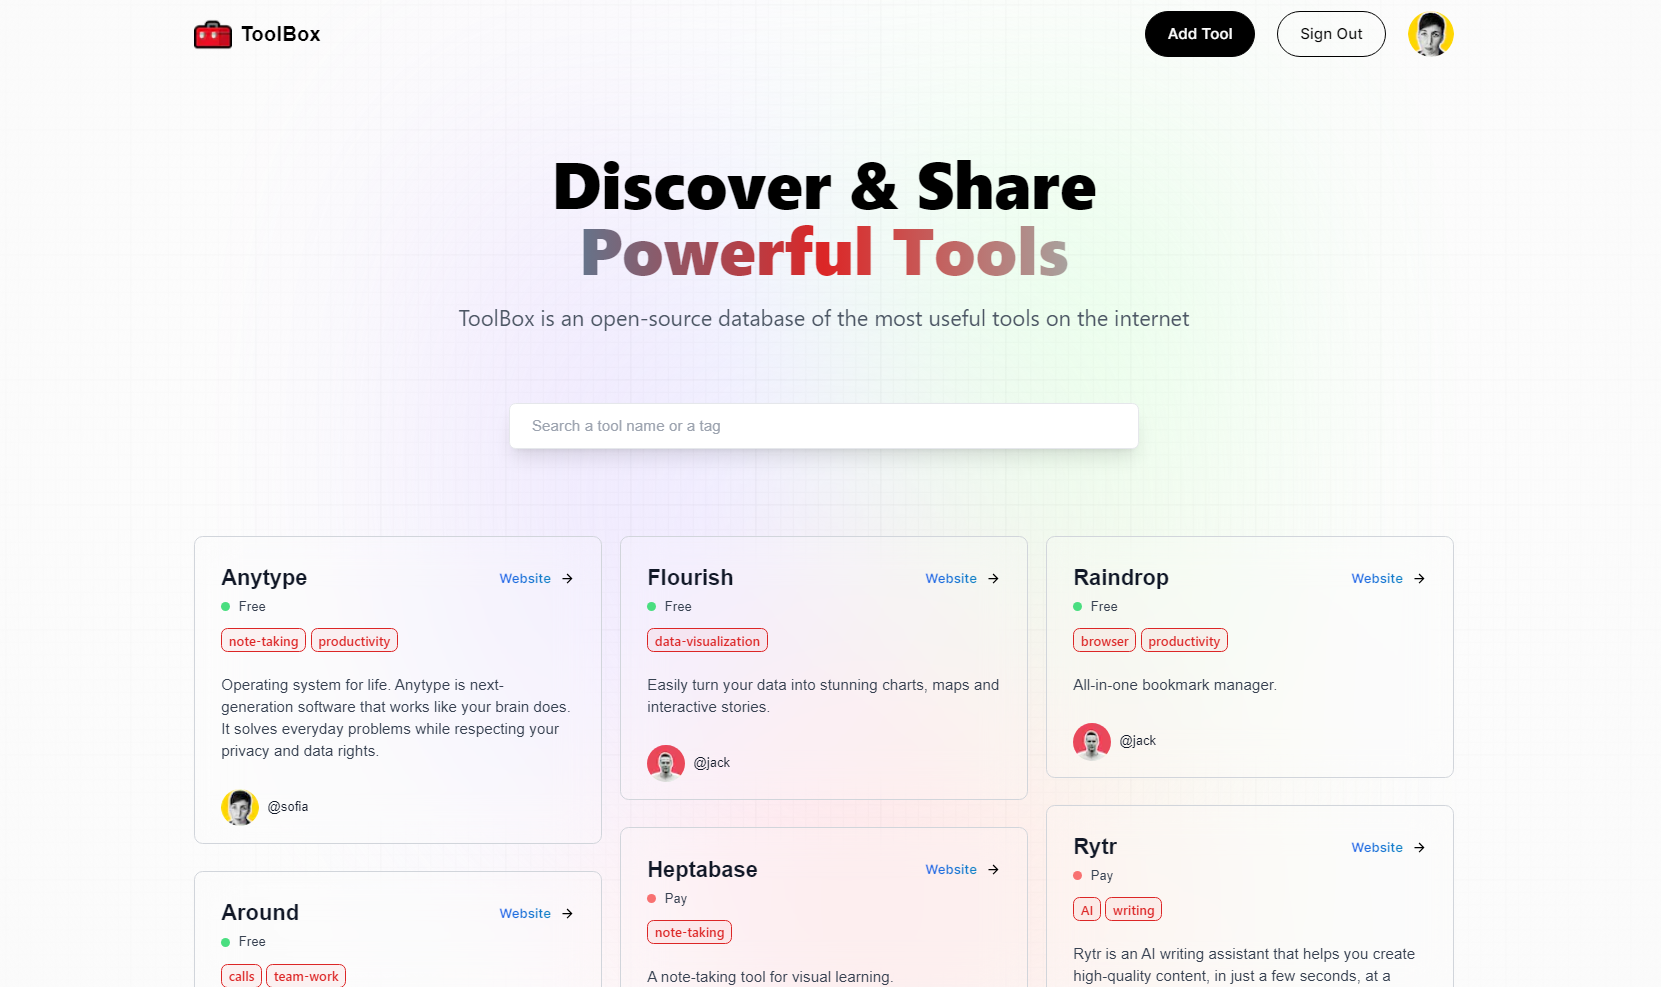 ToolBox
Add Tool
Sign Out
Discover & Share
Powerful Tools
ToolBox is an open-source database of the most useful tools on the internet
Search a tool name or a tag
Anytype
Website
Free
note-taking
productivity
Operating system for life. Anytype is next-
generation software that works like your brain does.
It solves everyday problems while respecting your
privacy and data rights.
@sofia
Around
Website
Free
calls
team-work
Flourish
Website
Free
data-visualization
Easily turn your data into stunning charts, maps and
interactive stories.
@jack
Heptabase
Website
Pay
note-taking
A note-taking tool for visual learning.
Raindrop
Website
Free
browser
productivity
All-in-one bookmark manager.
@jack
Rytr
Website
Pay
AI
writing
Rytr is an AI writing assistant that helps you create
high-quality content, in just a few seconds, at a